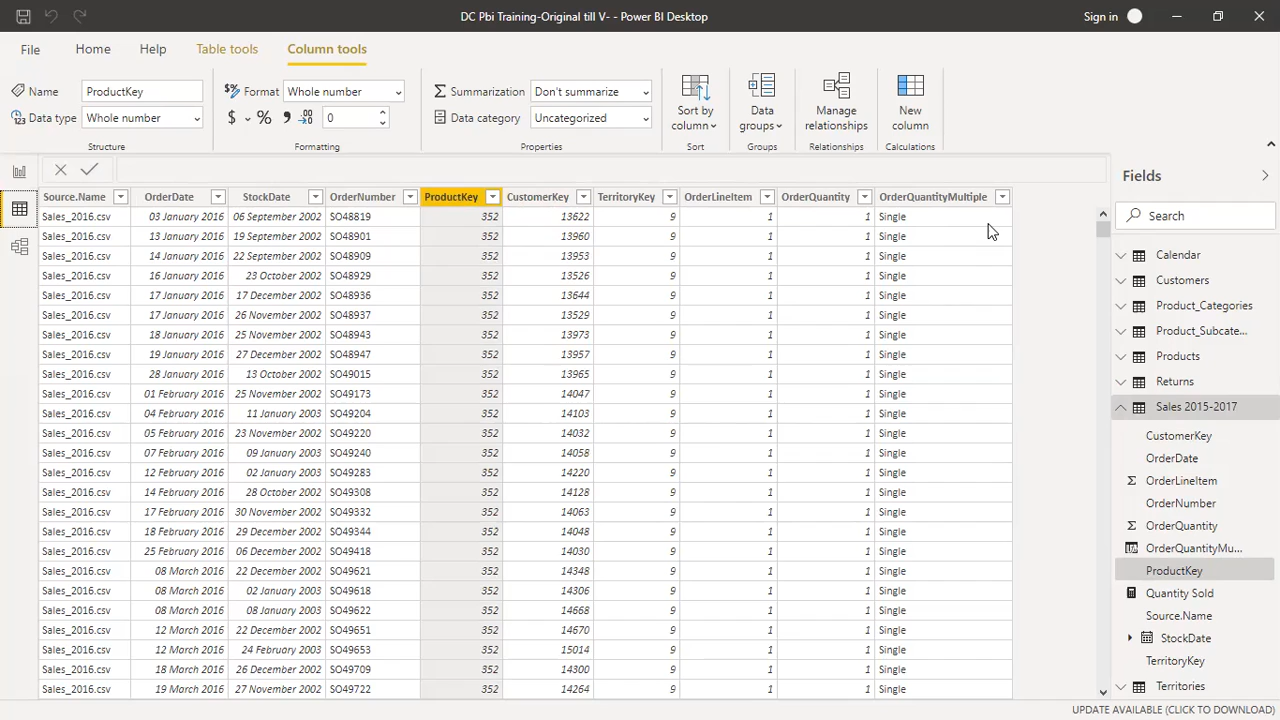 DC Pbi Training-Original till V- - Power BI Desktop
Sign in
File Home Help Table tools Column tools
Name ProductKey
Data type Whole number
Structure
Format Whole number
$ % 9 .00 0
Formatting
Summarization Don't summarize
Data category Uncategorized
Properties
Sort by column
Sort
Data groups
Groups
Manage relationships
Relationships
New column
Calculations
Source.Name OrderDate StockDate OrderNumber ProductKey CustomerKey TerritoryKey OrderLineItem OrderQuantity OrderQuantityMultiple
Sales_2016.csv 03 January 2016 06 September 2002 SO48819 352 13622 9 1 1 Single
Sales_2016.csv 13 January 2016 19 September 2002 SO48901 352 13960 9 1 1 Single
Sales_2016.csv 14 January 2016 22 September 2002 SO48909 352 13953 9 1 1 Single
Sales_2016.csv 16 January 2016 23 October 2002 SO48929 352 13526 9 1 1 Single
Sales_2016.csv 17 January 2016 17 December 2002 SO48936 352 13644 9 1 1 Single
Sales_2016.csv 17 January 2016 26 November 2002 SO48937 352 13529 9 1 1 Single
Sales_2016.csv 18 January 2016 25 November 2002 SO48943 352 13973 9 1 1 Single
Sales_2016.csv 19 January 2016 27 December 2002 SO48947 352 13957 9 1 1 Single
Sales_2016.csv 28 January 2016 13 October 2002 SO49015 352 13965 9 1 1 Single
Sales_2016.csv 01 February 2016 25 November 2002 SO49173 352 14047 9 1 1 Single
Sales_2016.csv 04 February 2016 11 January 2003 SO49204 352 14103 9 1 1 Single
Sales_2016.csv 05 February 2016 23 November 2002 SO49220 352 14032 9 1 1 Single
Sales_2016.csv 07 February 2016 09 January 2003 SO49240 352 14058 9 1 1 Single
Sales_2016.csv 12 February 2016 02 January 2003 SO49283 352 14220 9 1 1 Single
Sales_2016.csv 14 February 2016 28 October 2002 SO49308 352 14128 9 1 1 Single
Sales_2016.csv 17 February 2016 30 November 2002 SO49332 352 14063 9 1 1 Single
Sales_2016.csv 18 February 2016 29 December 2002 SO49344 352 14048 9 1 1 Single
Sales_2016.csv 25 February 2016 06 December 2002 SO49418 352 14030 9 1 1 Single
Sales_2016.csv 08 March 2016 22 December 2002 SO49621 352 14348 9 1 1 Single
Sales_2016.csv 08 March 2016 02 January 2003 SO49618 352 14306 9 1 1 Single
Sales_2016.csv 08 March 2016 08 January 2003 SO49622 352 14668 9 1 1 Single
Sales_2016.csv 12 March 2016 22 December 2002 SO49651 352 14670 9 1 1 Single
Sales_2016.csv 12 March 2016 24 February 2003 SO49653 352 15014 9 1 1 Single
Sales_2016.csv 18 March 2016 26 December 2002 SO49709 352 14300 9 1 1 Single
Sales_2016.csv 19 March 2016 27 November 2002 SO49722 352 14264 9 1 1 Single
Fields
Search
Calendar
Customers
Product_Categories
Product_Subcate...
Products
Returns
Sales 2015-2017
CustomerKey
OrderDate
OrderLineItem
OrderNumber
OrderQuantity
OrderQuantityMu...
ProductKey
Quantity Sold
Source.Name
StockDate
TerritoryKey
Territories
UPDATE AVAILABLE (CLICK TO DOWNLOAD)